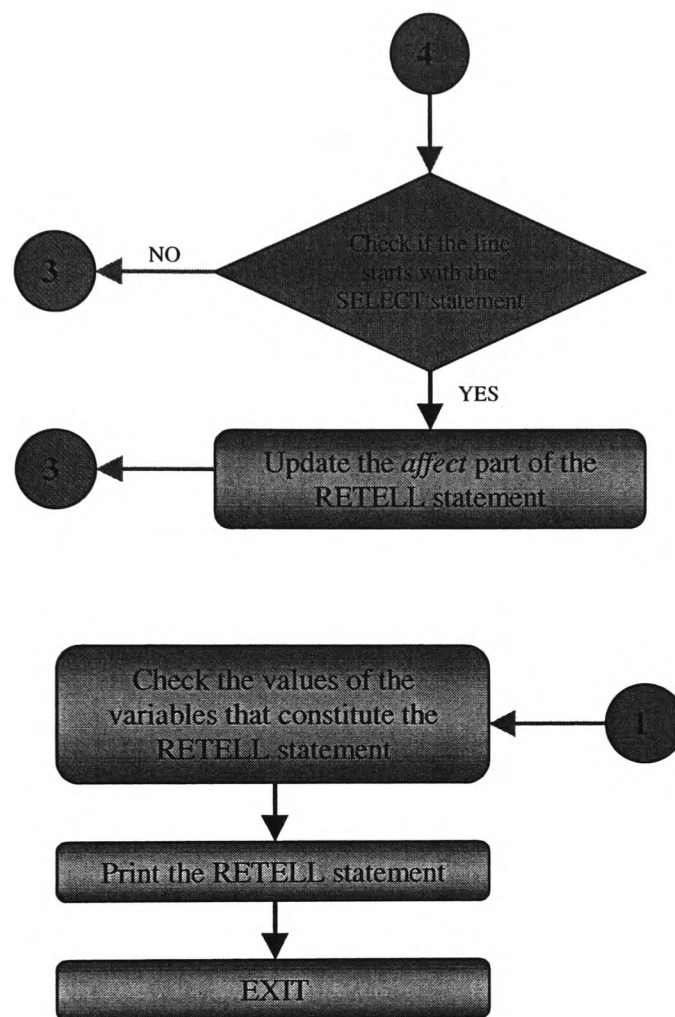 4
Check if the line
starts with the
SELECT statement
NO
3
YES
Update the affect part of the
RETELL statement
3
Check the values of the
variables that constitute the
RETELL statement
1
Print the RETELL statement
EXIT